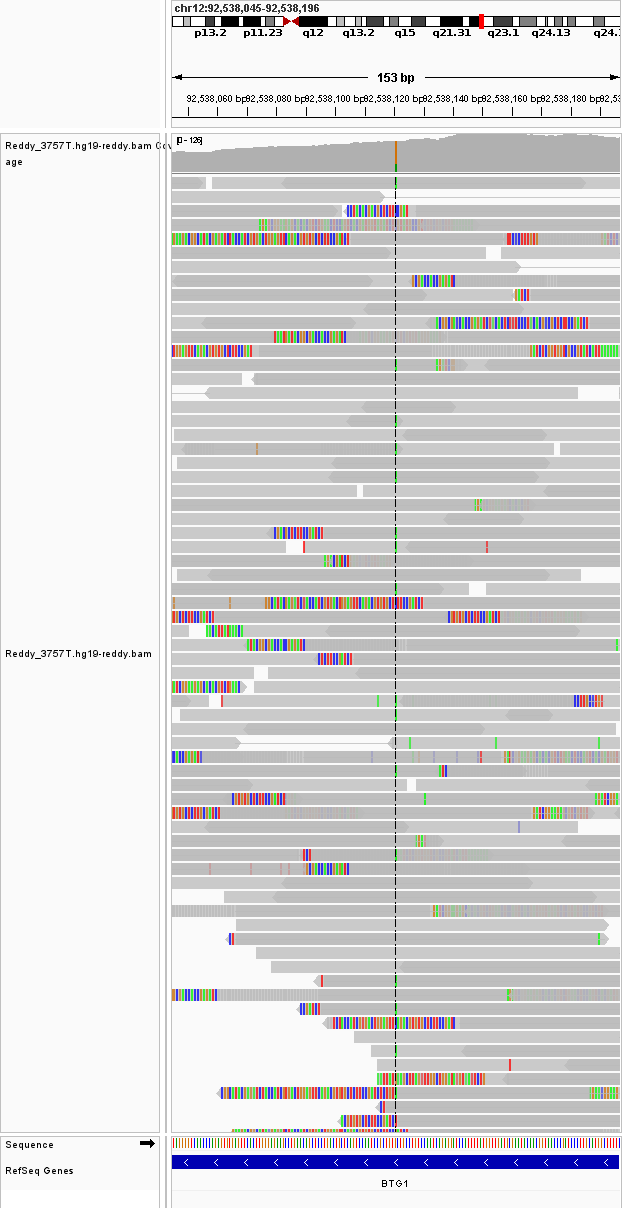 chr12:92,538,045-92,538,196
p13.2 p11.23 q12 q13.2 q15 q21.31 q23.1 q24.13 q24.
153 bp
92,538,060 bp 92,538,080 bp 92,538,100 bp 92,538,120 bp 92,538,140 bp 92,538,160 bp 92,538,180 bp 92,53
[0 - 126]
Reddy_3757T.hg19-reddy.bam Cov
age
Reddy_3757T.hg19-reddy.bam
Sequence
RefSeq Genes
BTG1